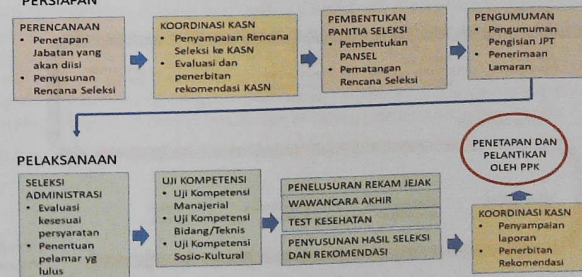 PERSIAPAN
PERENCANAAN
• Penetapan
Jabatan yang
akan diisi
• Penyusunan
Rencana Seleksi
KOORDINASI KASN
• Penyampaian Rencana
Seleksi ke KASN
• Evaluasi dan
penerbitan
rekomendasi KASN
PEMBENTUKAN
PANITIA SELEKSI
• Pembentukan
PANSEL
• Pematangan
Rencana Seleksi
PENGUMUMAN
• Pengumuman
Pengisian JPT
• Penerimaan
Lamaran
PELAKSANAAN
SELEKSI
ADMINISTRASI
• Evaluasi
kesesuai
persyaratan
• Penentuan
pelamar yg
lulus
UJI KOMPETENSI
• Uji Kompetensi
Manajerial
• Uji Kompetensi
Bidang/Teknis
• Uji Kompetensi
Sosio-Kultural
PENELUSURAN REKAM JEJAK
WAWANCARA AKHIR
TEST KESEHATAN
PENYUSUNAN HASIL SELEKSI
DAN REKOMENDASI
PENETAPAN DAN
PELANTIKAN
OLEH PPK
KOORDINASI KASN
• Penyampaian
laporan
• Penerbitan
Rekomendasi